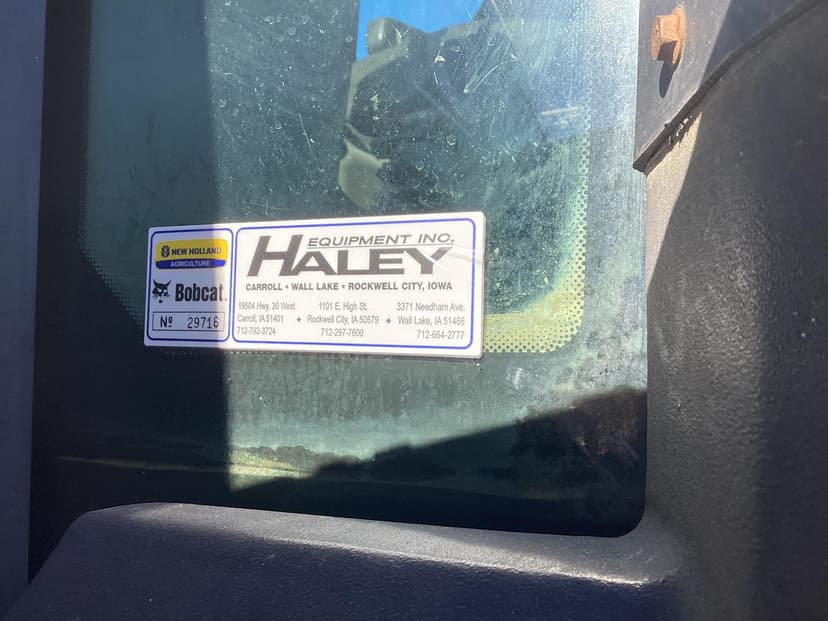 NEW HOLLAND
AGRICULTURE
Bobcat.
Nº 29716
EQUIPMENT INC.
HALEY
CARROLL • WALL LAKE • ROCKWELL CITY, IOWA
19504 Hwy. 30 West
Carroll, IA 51401
712-792-3724
✦
1101 E. High St.
Rockwell City, IA 50579
712-297-7600
✦
3371 Needham Ave.
Wall Lake, IA 51466
712-664-2777